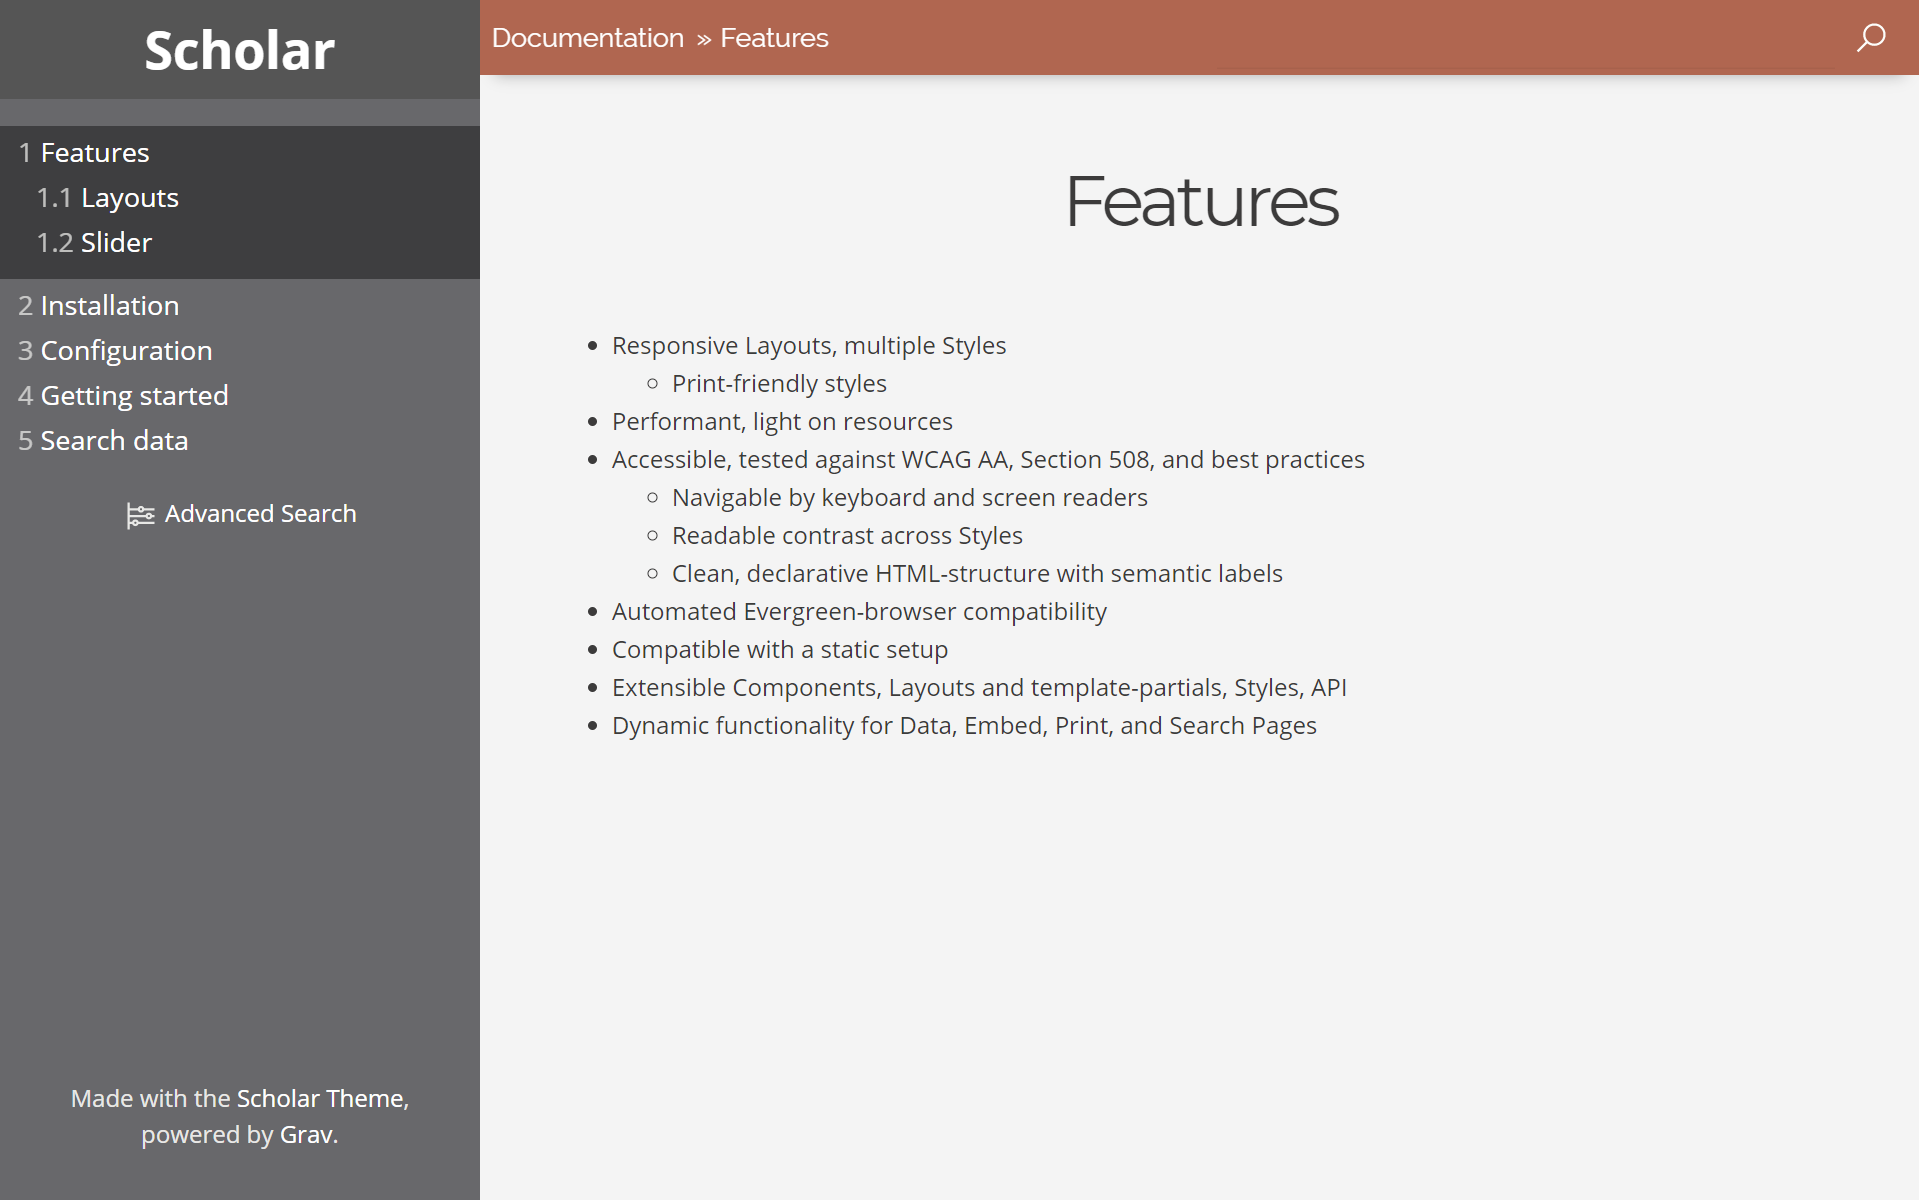 Scholar
1 Features
1.1 Layouts
1.2 Slider
2 Installation
3 Configuration
4 Getting started
5 Search data
Advanced Search
Made with the Scholar Theme,
powered by Grav.
Documentation » Features
Features
Responsive Layouts, multiple Styles
Print-friendly styles
Performant, light on resources
Accessible, tested against WCAG AA, Section 508, and best practices
Navigable by keyboard and screen readers
Readable contrast across Styles
Clean, declarative HTML-structure with semantic labels
Automated Evergreen-browser compatibility
Compatible with a static setup
Extensible Components, Layouts and template-partials, Styles, API
Dynamic functionality for Data, Embed, Print, and Search Pages